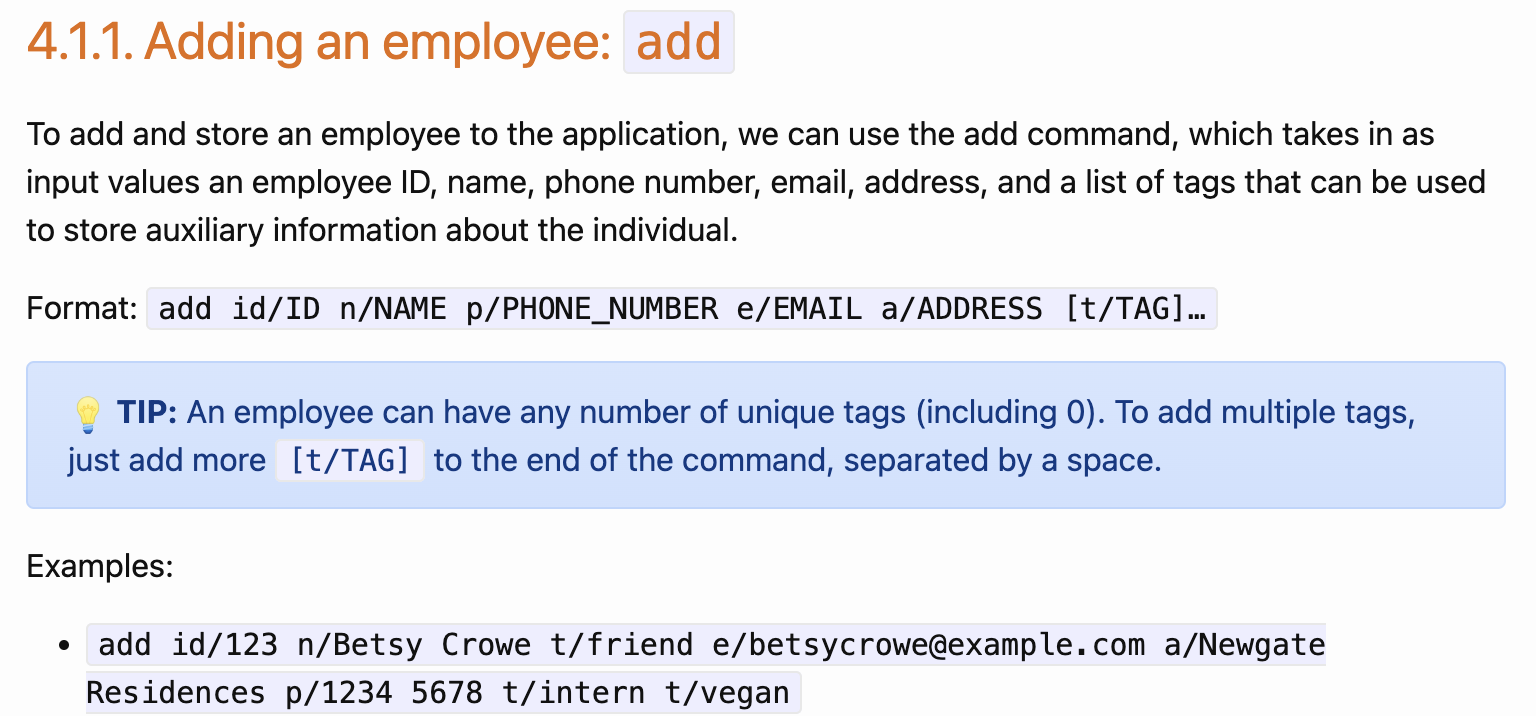 4.1.1. Adding an employee: add
To add and store an employee to the application, we can use the add command, which takes in as
input values an employee ID, name, phone number, email, address, and a list of tags that can be used
to store auxiliary information about the individual.
Format: add id/ID n/NAME p/PHONE_NUMBER e/EMAIL a/ADDRESS [t/TAG]…
💡 TIP: An employee can have any number of unique tags (including 0). To add multiple tags,
just add more [t/TAG] to the end of the command, separated by a space.
Examples:
• add id/123 n/Betsy Crowe t/friend e/betsycrowe@example.com a/Newgate
Residences p/1234 5678 t/intern t/vegan